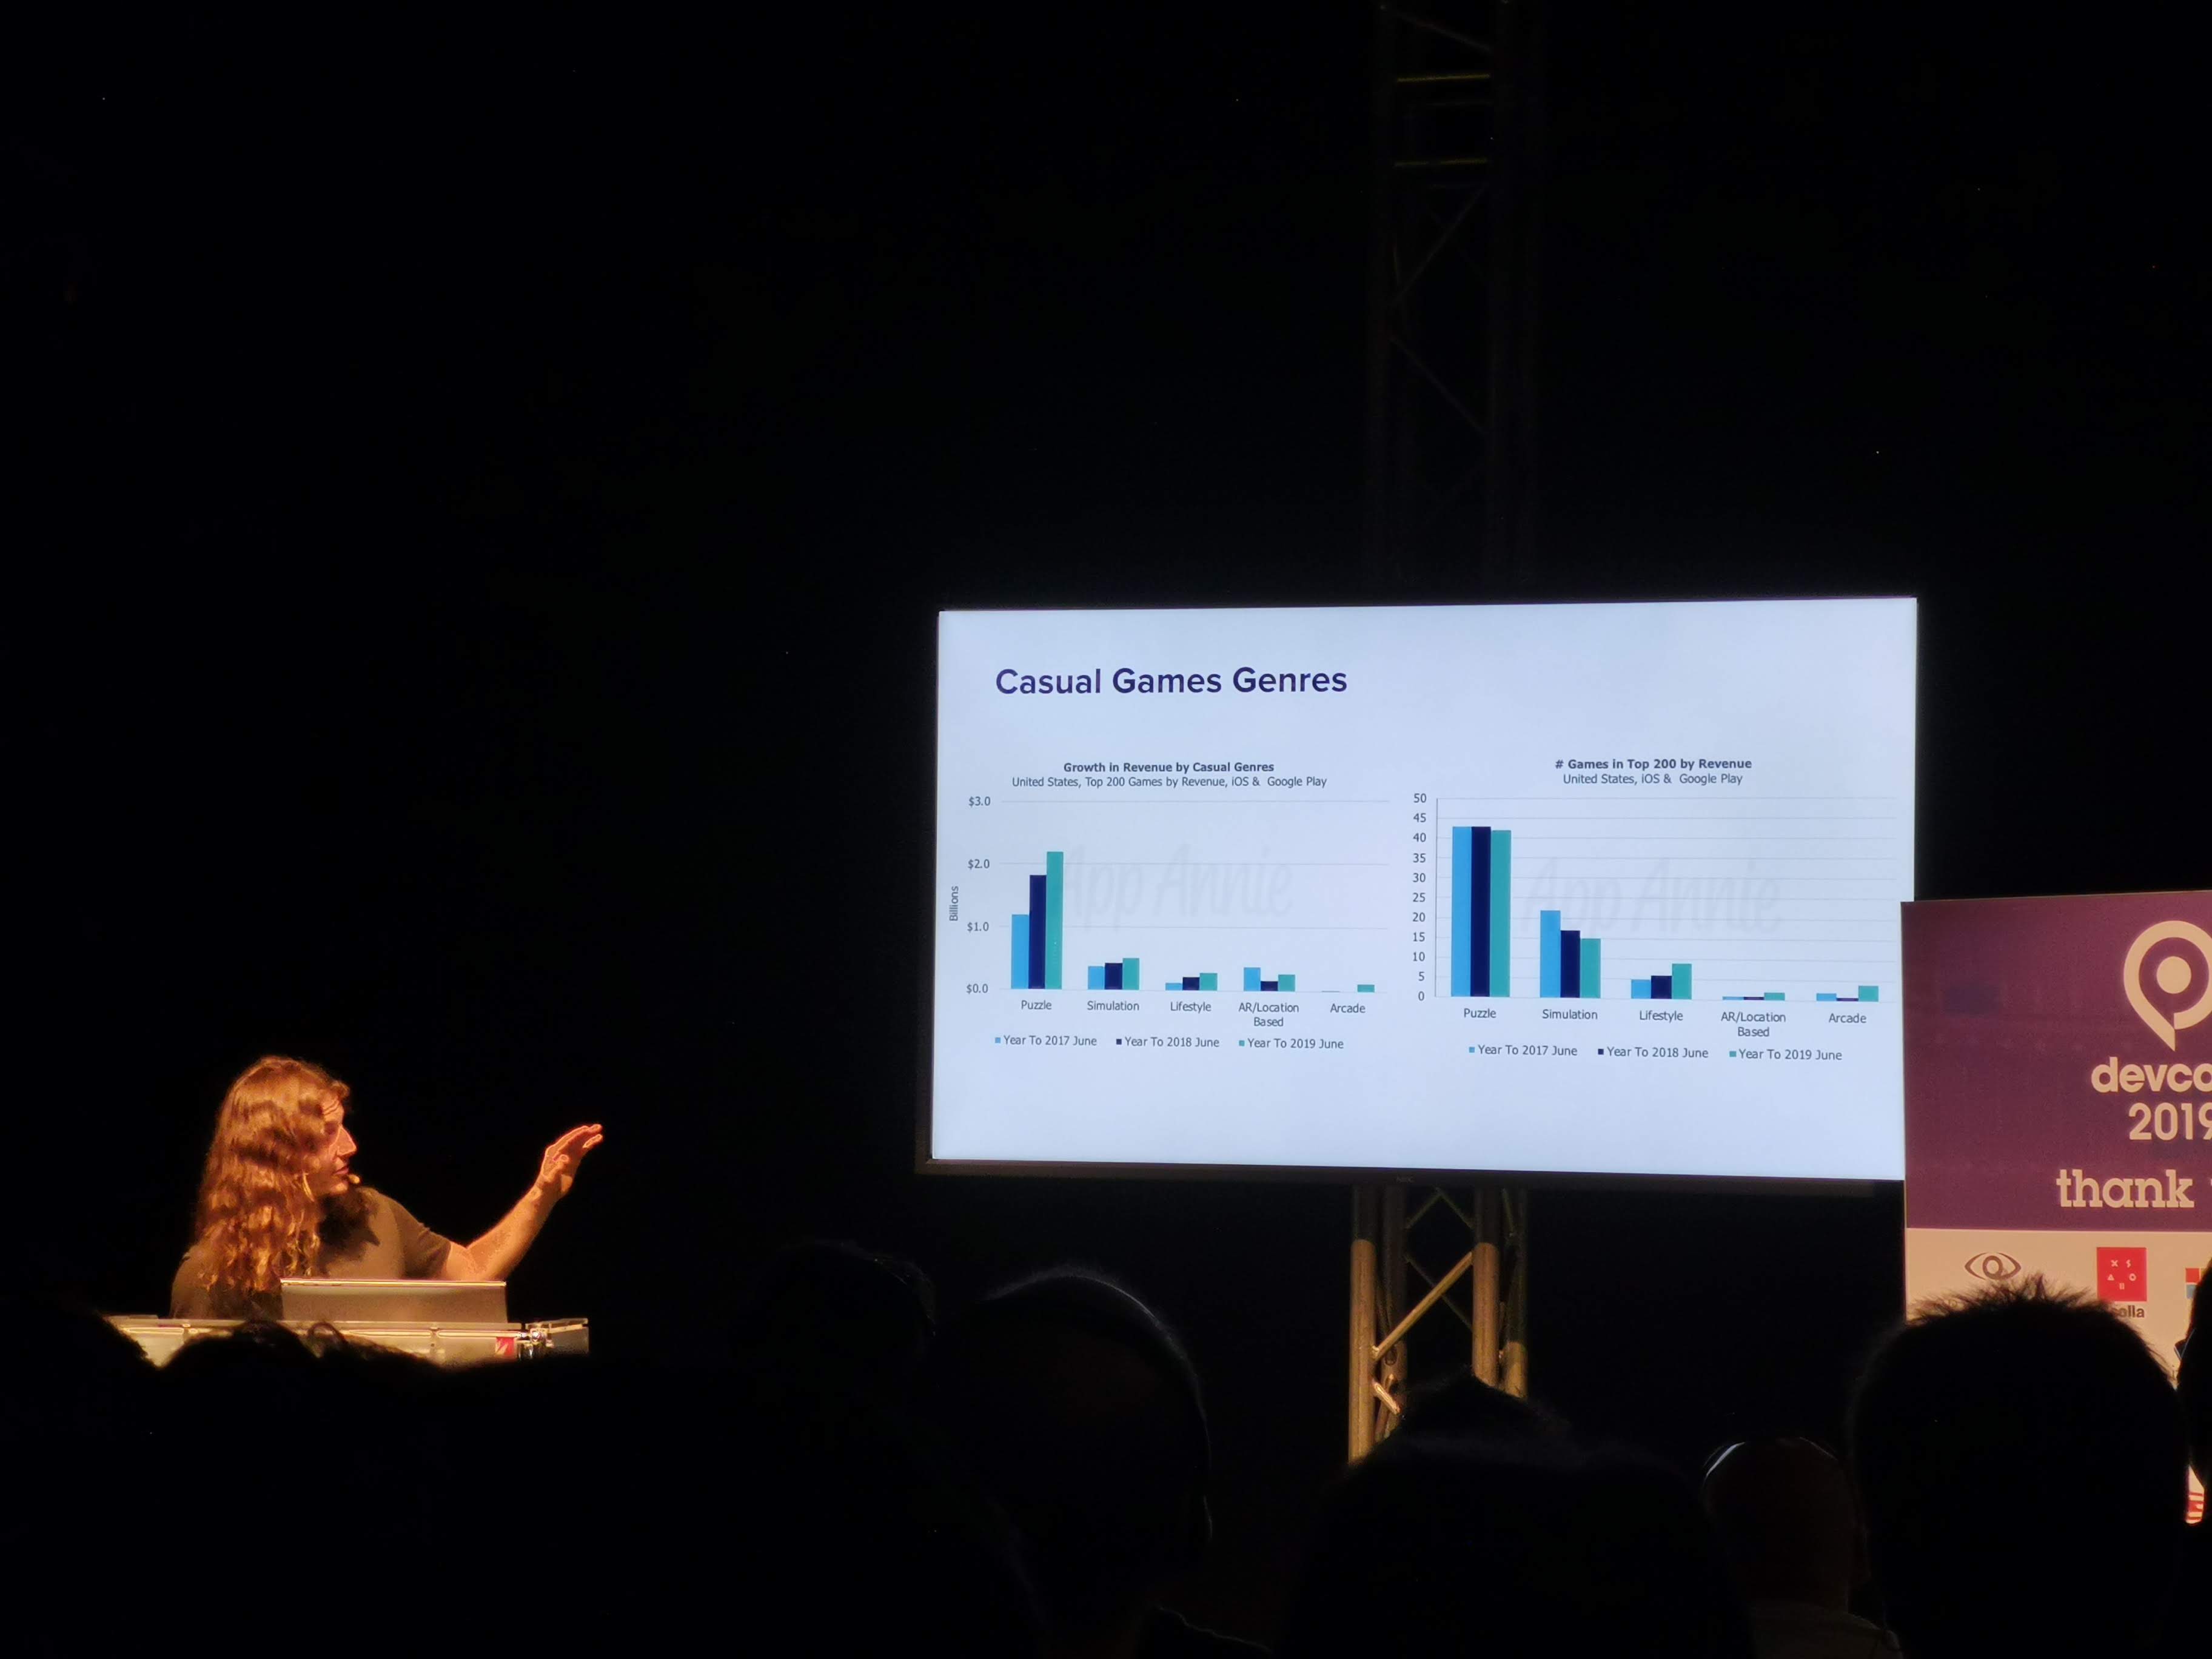 Casual Games Genres
Growth in Revenue by Casual Genres
United States, Top 200 Games by Revenue, iOS & Google Play
$3.0
$2.0
$1.0
$0.0
Billions
App Annie
Puzzle
Simulation
Lifestyle
AR/Location
Based
Arcade
Year To 2017 June
Year To 2018 June
Year To 2019 June
# Games in Top 200 by Revenue
United States, iOS & Google Play
50
45
40
35
30
25
20
15
10
5
0
App Annie
Puzzle
Simulation
Lifestyle
AR/Location
Based
Arcade
Year To 2017 June
Year To 2018 June
Year To 2019 June
devco
2019
thank
X S
O
B
olla